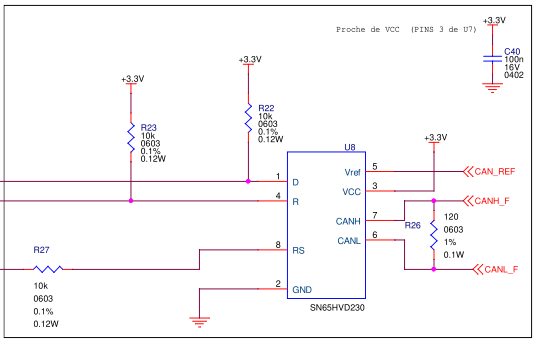 +3.3V
Proche de VCC (PINS 3 de U7)
C40
100n
16V
0402
+3.3V
R22
10k
0603
0.1%
0.12W
+3.3V
R23
10k
0603
0.1%
0.12W
+3.3V
U8
1
D
4
R
8
RS
2
GND
Vref
5
VCC
3
CANH
7
CANL
6
SN65HVD230
CAN_REF
CANH_F
R26
120
0603
1%
0.1W
CANL_F
R27
10k
0603
0.1%
0.12W